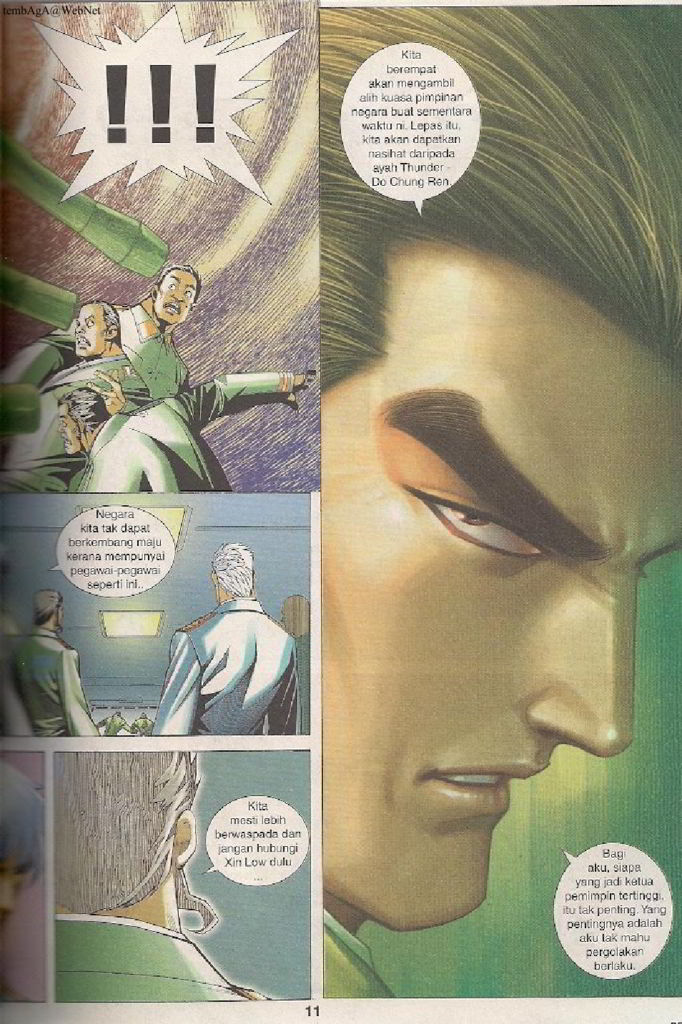 tembAgA@WebNet
!!!
Negara
kita tak dapat
berkembang maju
kerana mempunyai
pegawai-pegawai
seperti ini..
Kita
mesti lebih
berwaspada dan
jangan hubungi
Xin Low dulu
...
Kita
berempat
akan mengambil
alih kuasa pimpinan
negara buat sementara
waktu ni. Lepas itu,
kita akan dapatkan
nasihat daripada
ayah Thunder -
Do Chung Ren.
Bagi
aku, siapa
yang jadi ketua
pemimpin tertinggi,
itu tak penting. Yang
pentingnya adalah
aku tak mahu
pergolakan
berlaku.
11